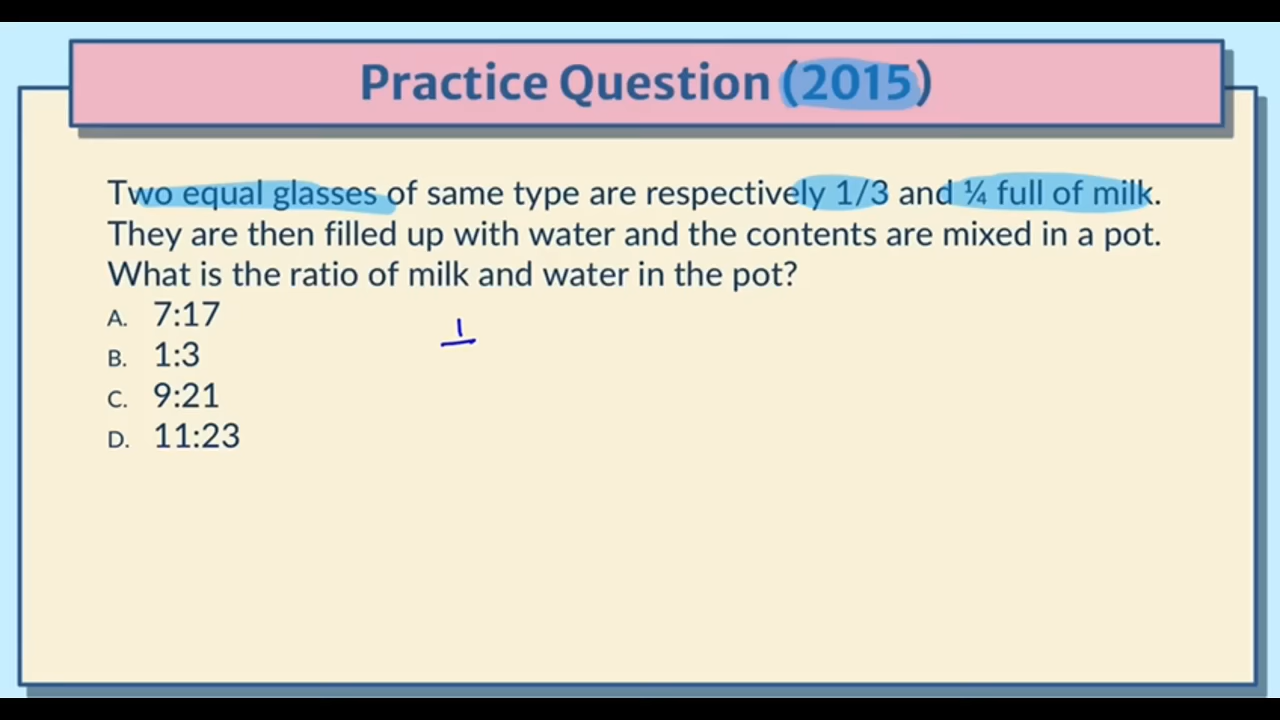 Practice Question (2015)
Two equal glasses of same type are respectively 1/3 and ¼ full of milk.
They are then filled up with water and the contents are mixed in a pot.
What is the ratio of milk and water in the pot?
A. 7:17
B. 1:3
C. 9:21
D. 11:23
1